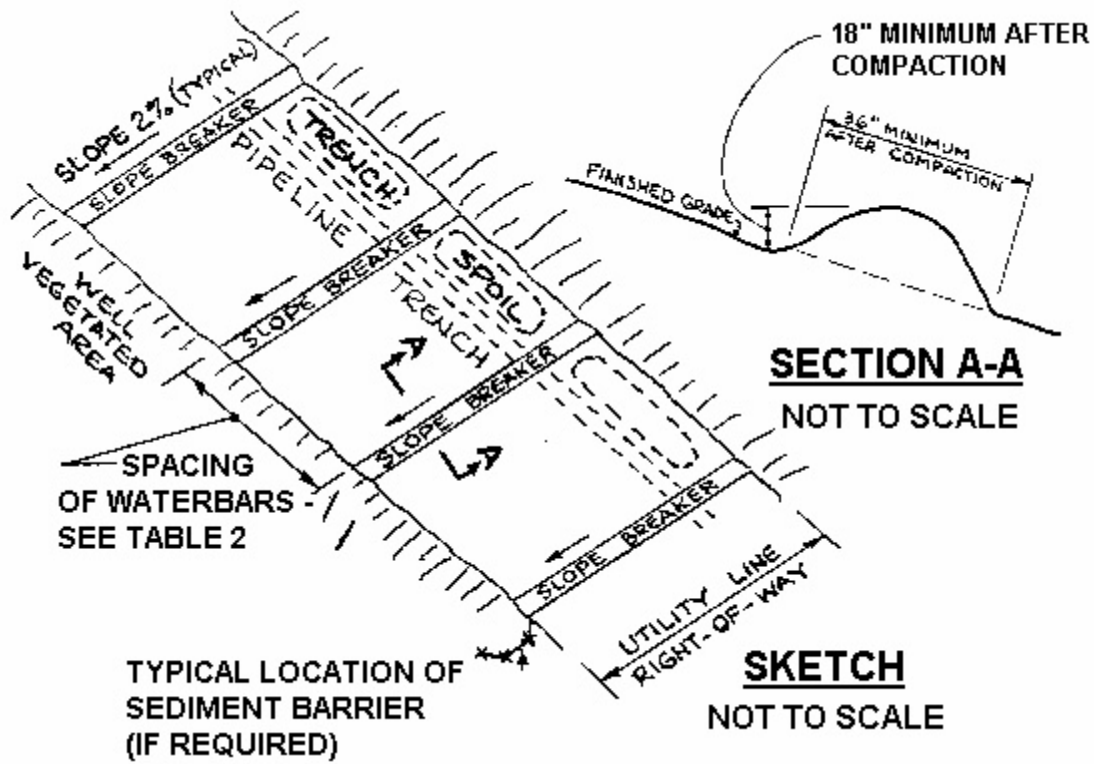 18" MINIMUM AFTER
COMPACTION
36" MINIMUM
AFTER COMPACTION
FINISHED GRADE
SECTION A-A
NOT TO SCALE
SLOPE 2% (TYPICAL)
SLOPE BREAKER
TRENCH
PIPELINE
SLOPE BREAKER
SPOIL
TRENCH
WELL
VEGETATED
AREA
A
SLOPE BREAKER
A
SLOPE BREAKER
SPACING
OF WATERBARS -
SEE TABLE 2
UTILITY LINE
RIGHT-OF-WAY
TYPICAL LOCATION OF
SEDIMENT BARRIER
(IF REQUIRED)
SKETCH
NOT TO SCALE